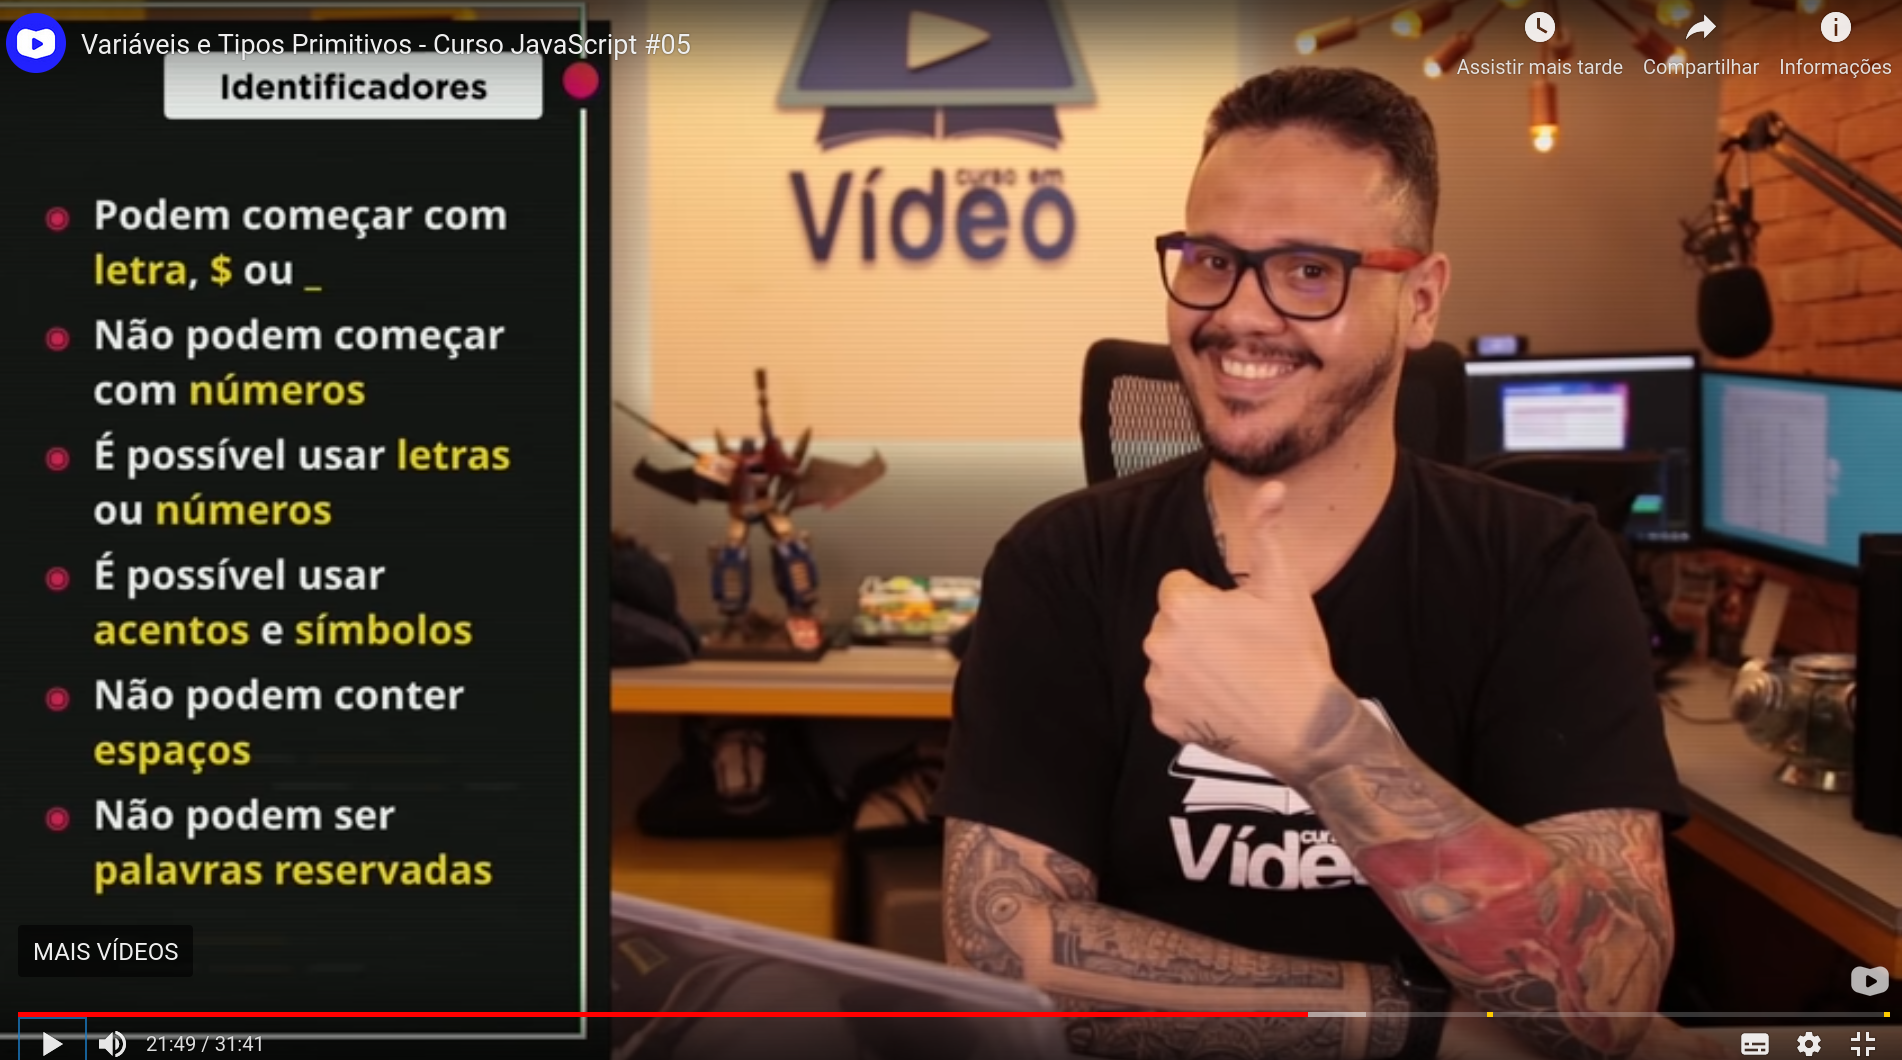 Variáveis e Tipos Primitivos - Curso JavaScript #05
Assistir mais tarde
Compartilhar
Informações
Identificadores
Podem começar com
letra, $ ou _
Não podem começar
com números
É possível usar letras
ou números
É possível usar
acentos e símbolos
Não podem conter
espaços
Não podem ser
palavras reservadas
curso em
Vídeo
MAIS VÍDEOS
21:49 / 31:41